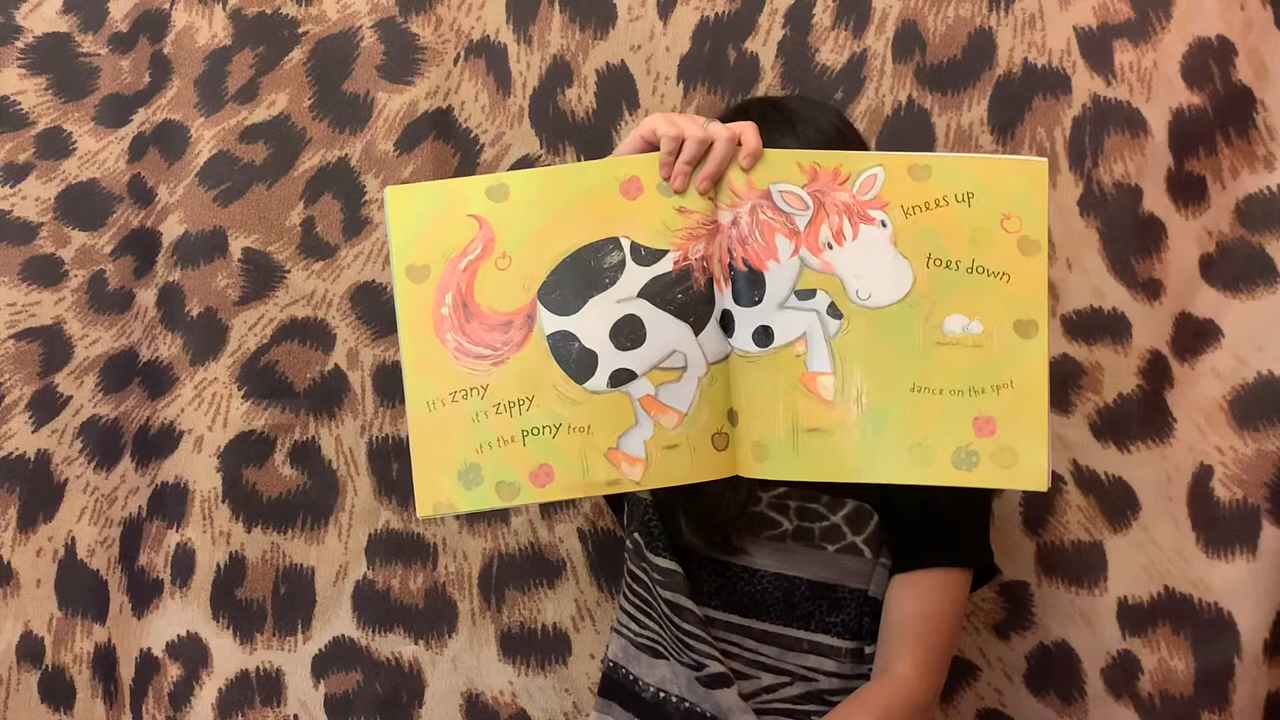 It's zany
it's zippy
it's the pony trot.
knees up
toes down
dance on the spot